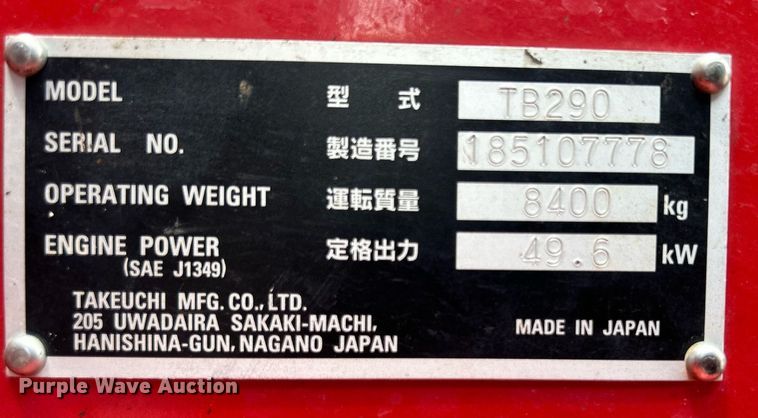 MODEL 型 式 TB290
SERIAL NO. 製造番号 185107778
OPERATING WEIGHT 運転質量 8400 kg
ENGINE POWER 定格出力 49.6 kW
(SAE J1349)
TAKEUCHI MFG. CO., LTD.
205 UWADAIRA SAKAKI-MACHI,
HANISHINA-GUN, NAGANO JAPAN
MADE IN JAPAN
Purple Wave Auction